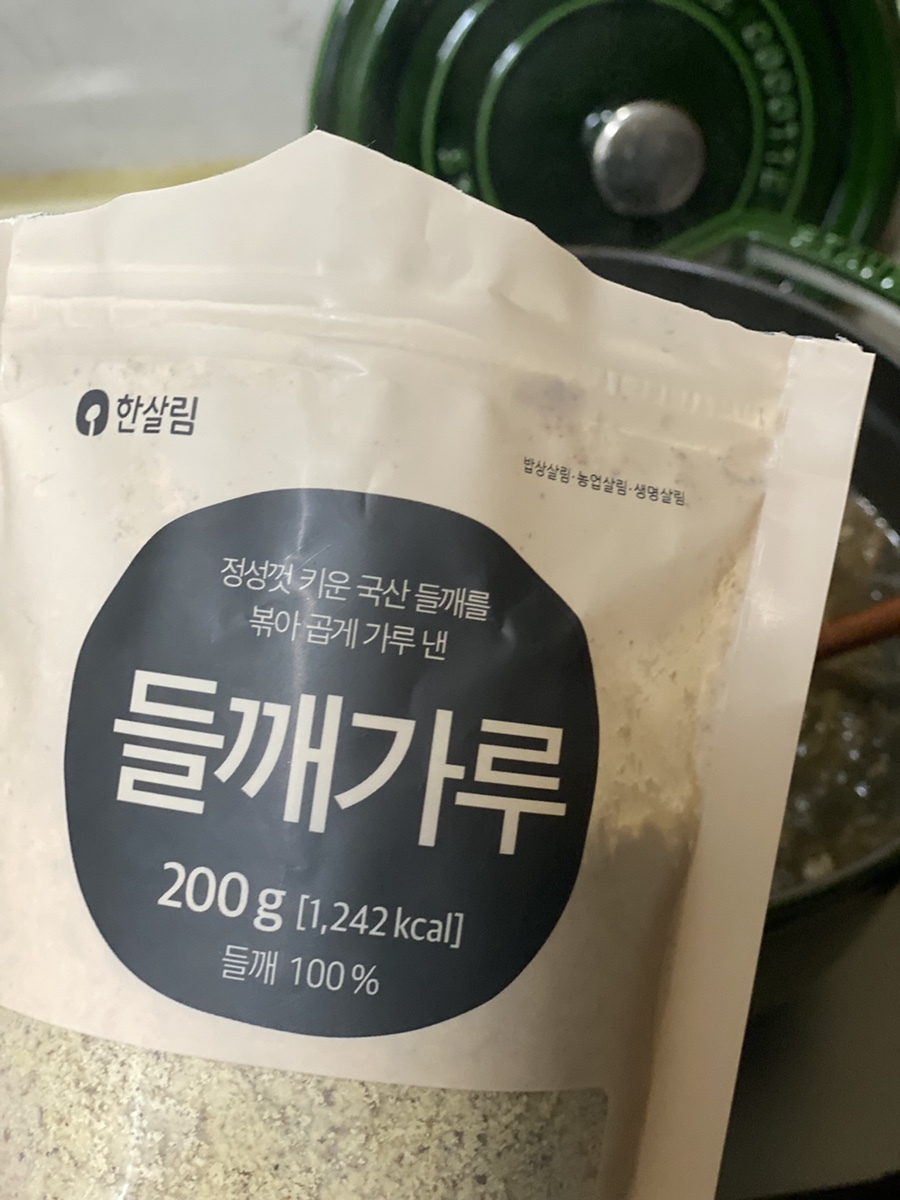 COCOTTE
한살림
밥상살림·농업살림·생명살림
정성껏 키운 국산 들깨를
볶아 곱게 가루 낸
들깨가루
200g [1,242 kcal]
들깨 100%